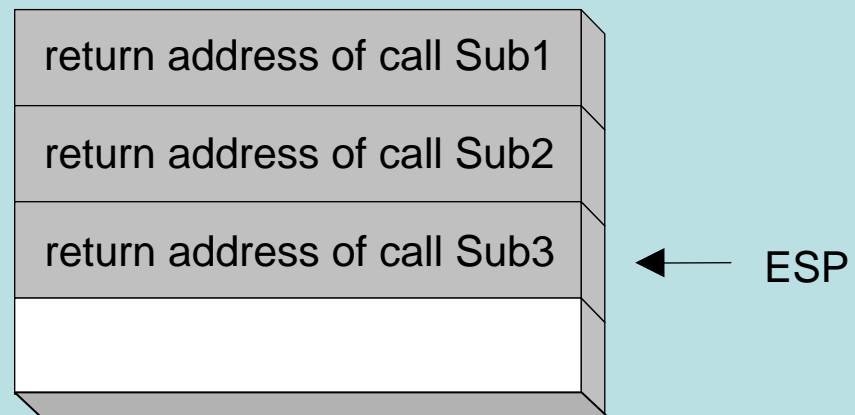 return address of call Sub1
return address of call Sub2
return address of call Sub3
ESP